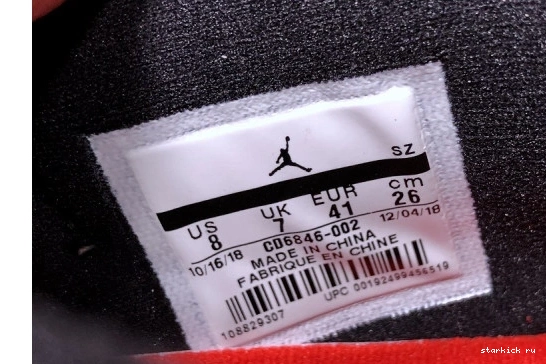 SZ
US UK EUR cm
8 7 41 26
10/16/18 CD6846-002 12/04/18
MADE IN CHINA
FABRIQUE EN CHINE
108829307 UPC 00192499456519
starkick ru